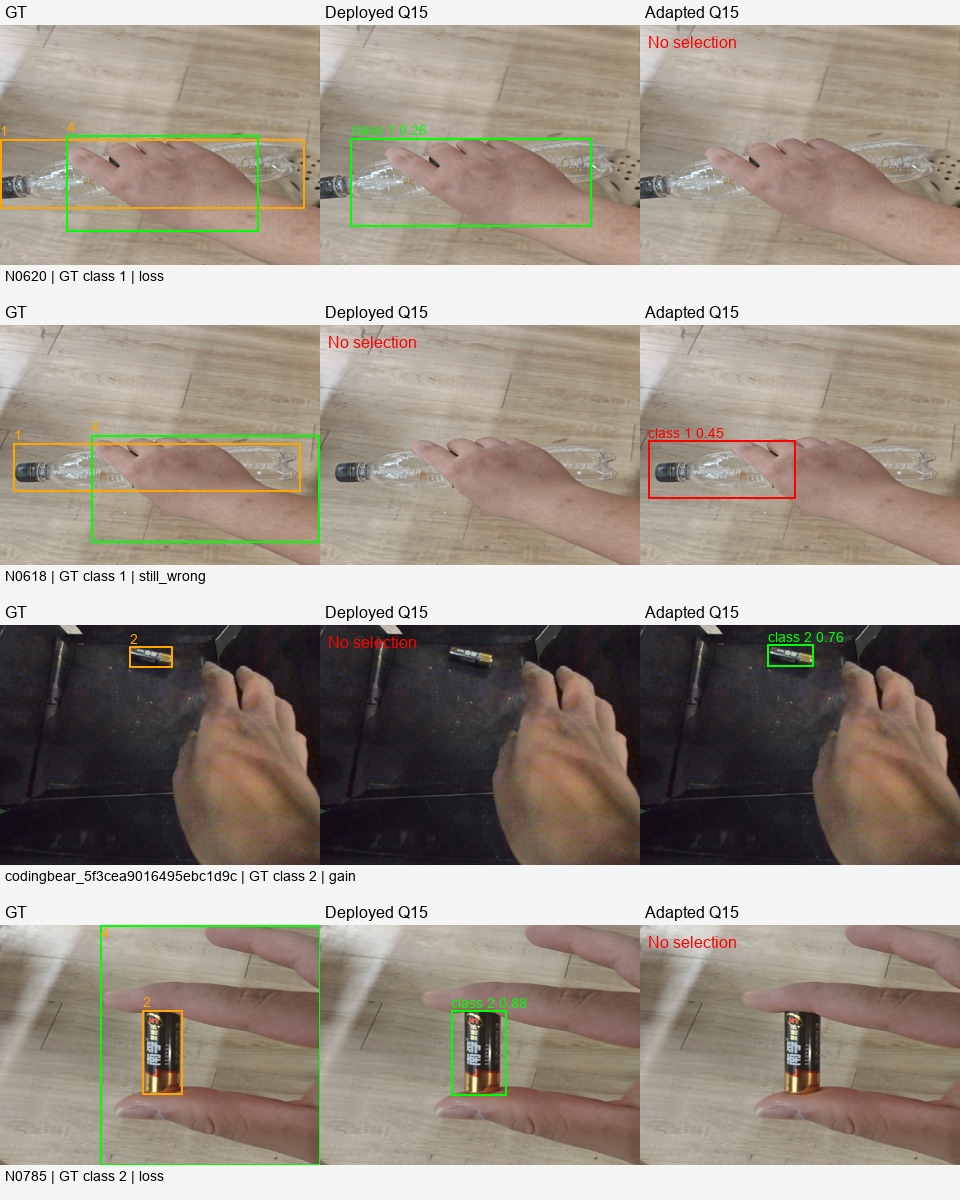 GT
Deployed Q15
Adapted Q15
No selection
1
4
class 1 0.26
N0620 | GT class 1 | loss
GT
Deployed Q15
Adapted Q15
No selection
1
class 1 0.45
N0618 | GT class 1 | still_wrong
GT
Deployed Q15
Adapted Q15
2
No selection
class 2 0.76
codingbear_5f3cea9016495ebc1d9c | GT class 2 | gain
GT
Deployed Q15
Adapted Q15
No selection
2
class 2 0.88
N0785 | GT class 2 | loss